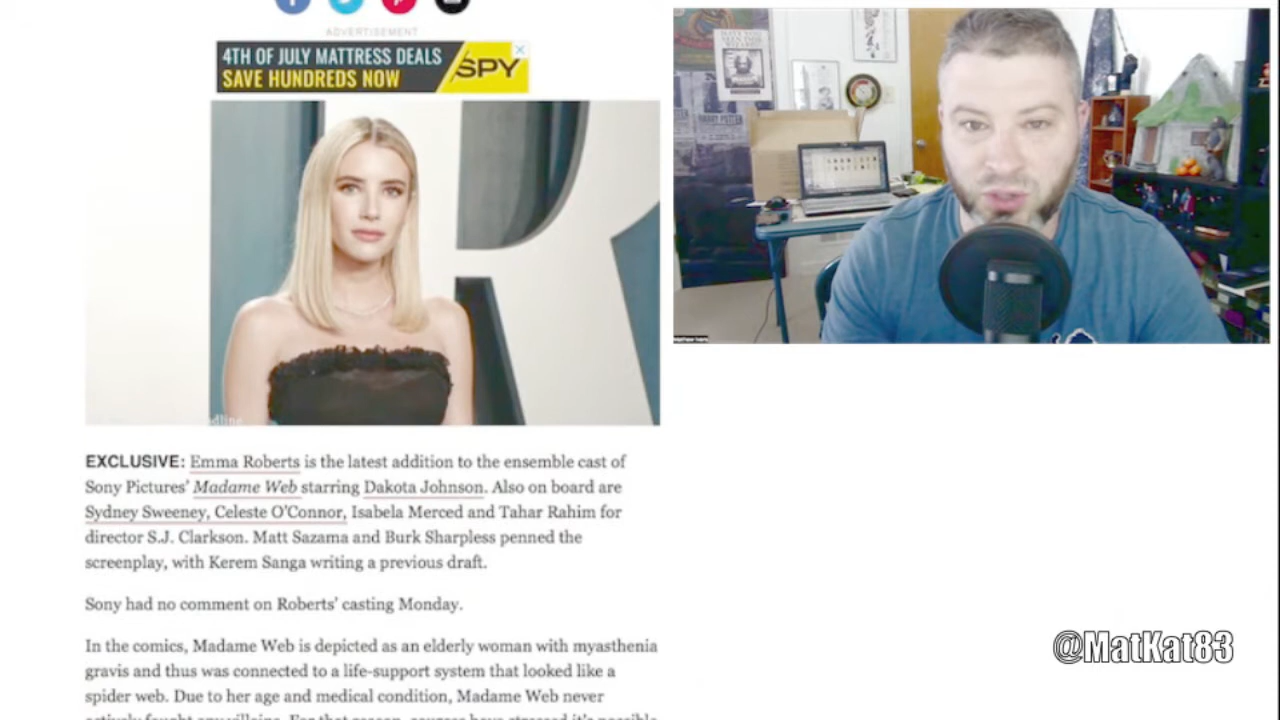 ADVERTISEMENT
4TH OF JULY MATTRESS DEALS
SAVE HUNDREDS NOW
SPY
EXCLUSIVE: Emma Roberts is the latest addition to the ensemble cast of
Sony Pictures’ Madame Web starring Dakota Johnson. Also on board are
Sydney Sweeney, Celeste O’Connor, Isabela Merced and Tahar Rahim for
director S.J. Clarkson. Matt Sazama and Burk Sharpless penned the
screenplay, with Kerem Sanga writing a previous draft.
Sony had no comment on Roberts’ casting Monday.
In the comics, Madame Web is depicted as an elderly woman with myasthenia
gravis and thus was connected to a life-support system that looked like a
spider web. Due to her age and medical condition, Madame Web never
@MatKat83